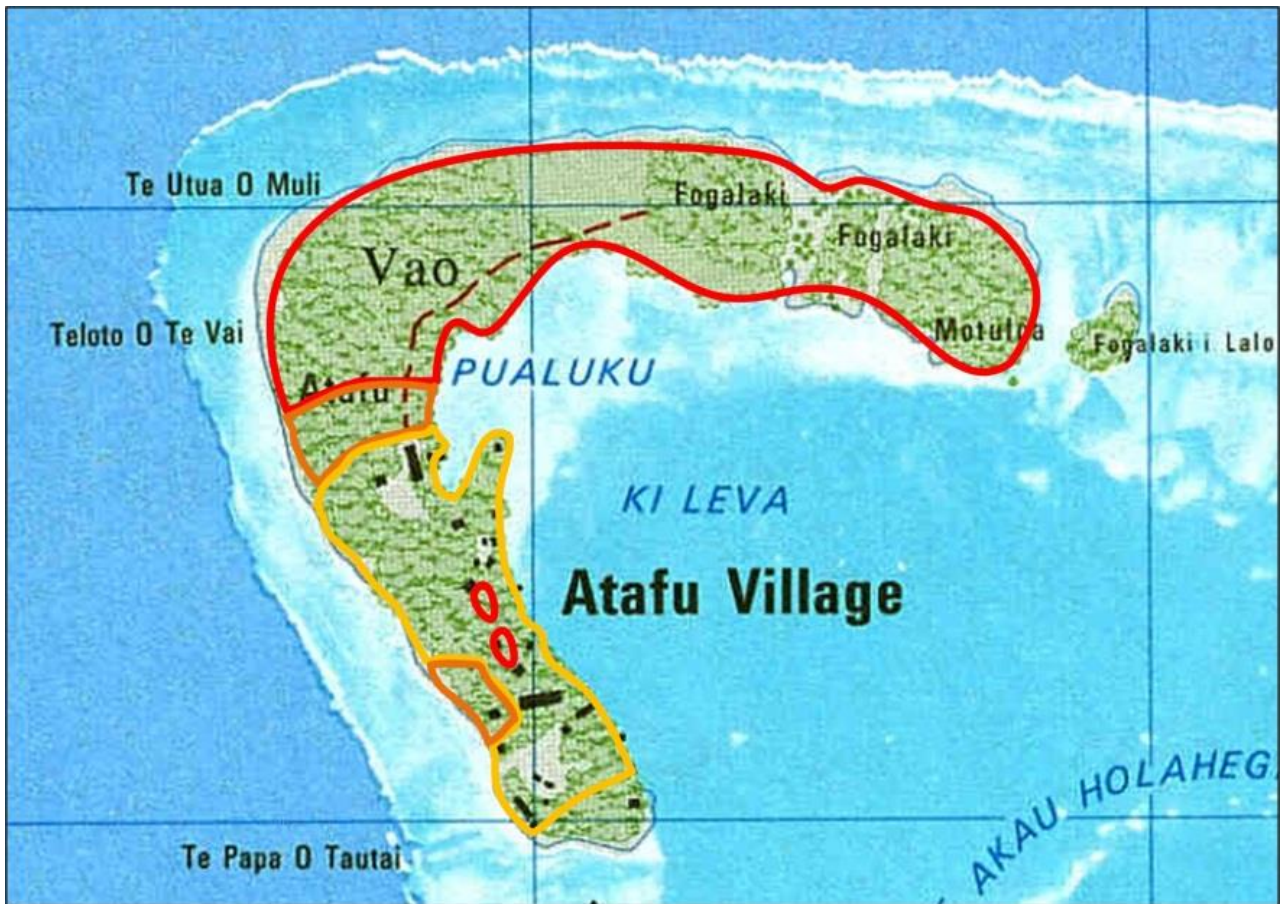 Te Utua O Muli
Fogalaki
Fogalaki
Vao
Teloto O Te Vai
Motuloa
Fogalaki i Lalo
Atafu
PUALUKU
KI LEVA
Atafu Village
AKAU HOLAHEG
Te Papa O Tautai